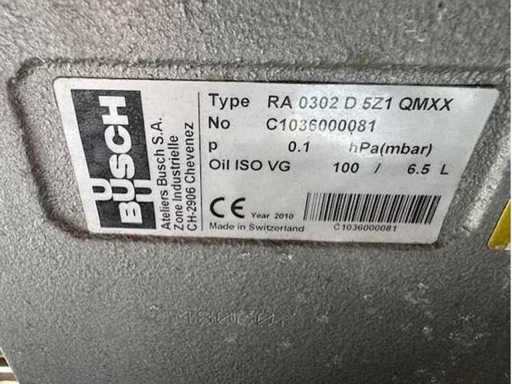 BUSCH
Ateliers Busch S.A.
Zone Industrielle
CH-2906 Chevenez
Type RA 0302 D 5Z1 QMXX
No C1036000081
p 0.1 hPa(mbar)
Oil ISO VG 100 / 6.5 L
CE Year 2010
Made in Switzerland
C1036000081